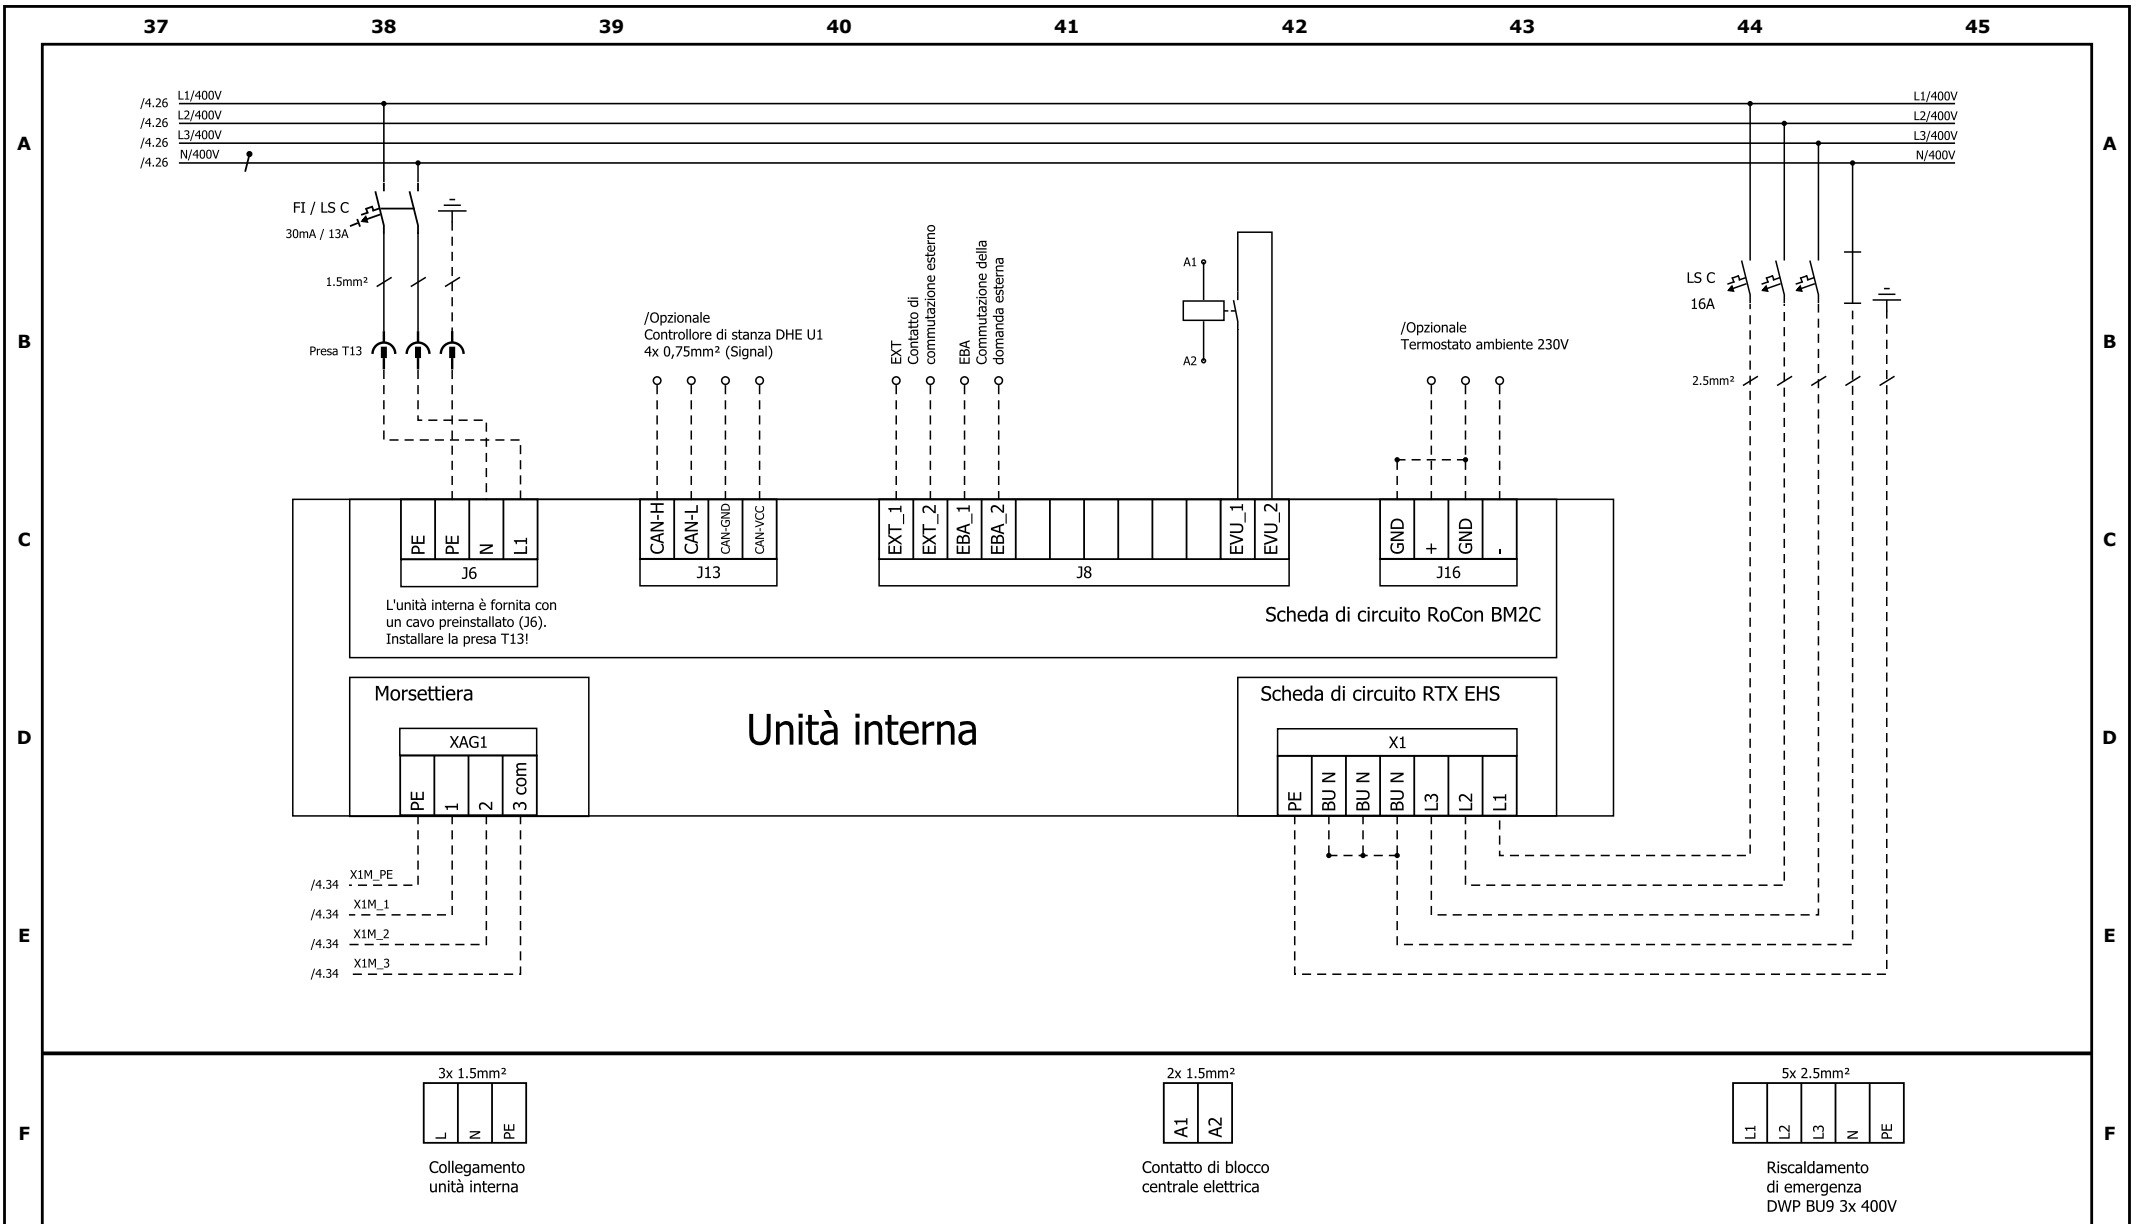 37 38 39 40 41 42 43 44 45
/4.26 L1/400V L1/400V
/4.26 L2/400V L2/400V
A A
/4.26 L3/400V L3/400V
/4.26 N/400V N/400V
FI / LS C
30mA / 13A
1.5mm²
Presa T13
B B
/Opzionale
Controllore di stanza DHE U1
4x 0,75mm² (Signal)
EXT
Contatto di
commutazione esterno
EBA
Commutazione della
domanda esterna
A1
A2
/Opzionale
Termostato ambiente 230V
LS C
16A
2.5mm²
C C
PE PE N L1
J6
CAN-H CAN-L CAN-GND CAN-VCC
J13
EXT_1 EXT_2 EBA_1 EBA_2 EVU_1 EVU_2
J8
GND + GND -
J16
L'unità interna è fornita con
un cavo preinstallato (J6).
Installare la presa T13!
Scheda di circuito RoCon BM2C
Morsettiera
Unità interna
Scheda di circuito RTX EHS
D D
XAG1
PE 1 2 3 com
X1
PE BU N BU N BU N L3 L2 L1
/4.34 X1M_PE
/4.34 X1M_1
/4.34 X1M_2
/4.34 X1M_3
E E
3x 1.5mm²
L N PE
Collegamento
unità interna
2x 1.5mm²
A1 A2
Contatto di blocco
centrale elettrica
5x 2.5mm²
L1 L2 L3 N PE
Riscaldamento
di emergenza
DWP BU9 3x 400V
F F